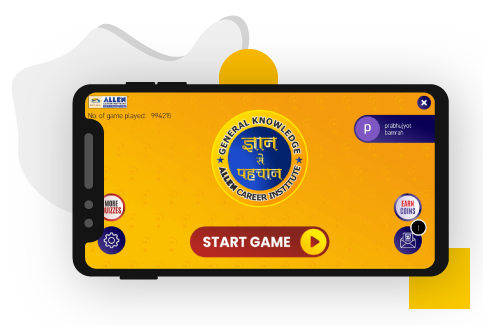 ALLEN
No. of game played: 994215
prabhujyot
bamrah
P
GENERAL KNOWLEDGE
ज्ञान
से
पहचान
ALLEN CAREER INSTITUTE
MORE
QUIZZES
EARN
COINS
START GAME